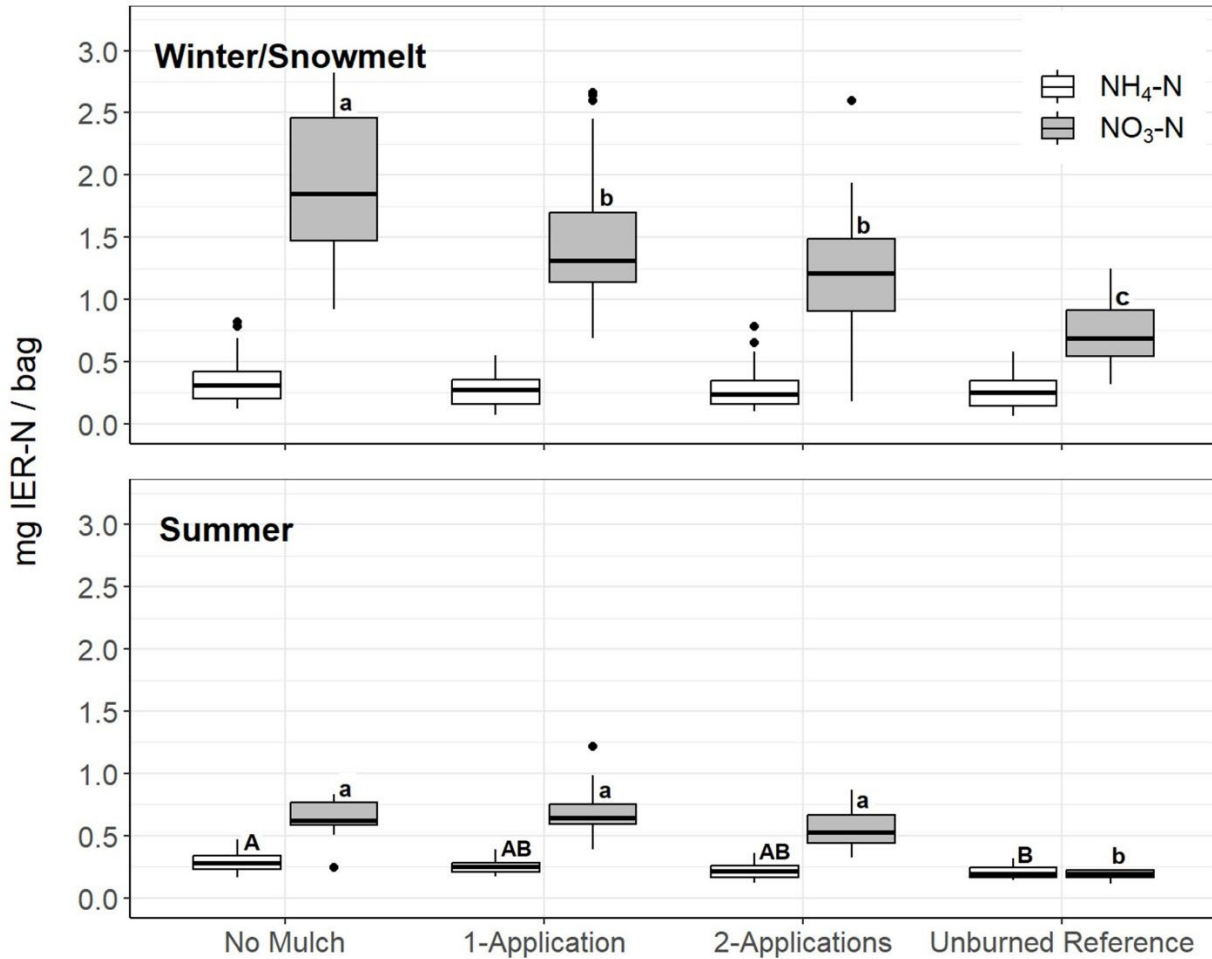 Winter/Snowmelt
NH₄-N
NO₃-N
mg IER-N / bag
3.0
2.5
2.0
1.5
1.0
0.5
0.0
a
b
b
c
Summer
3.0
2.5
2.0
1.5
1.0
0.5
0.0
A a
AB a
AB a
B b
No Mulch 1-Application 2-Applications Unburned Reference